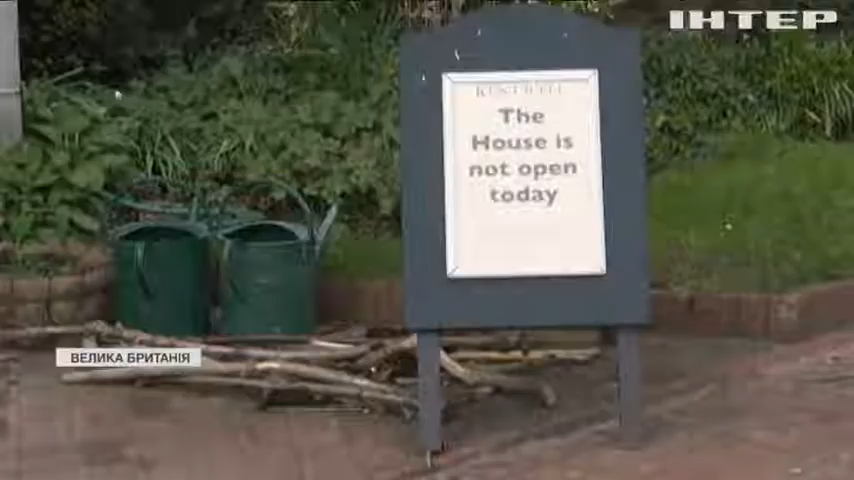 ІНТЕР
The
House is
not open
today
ВЕЛИКА БРИТАНІЯ